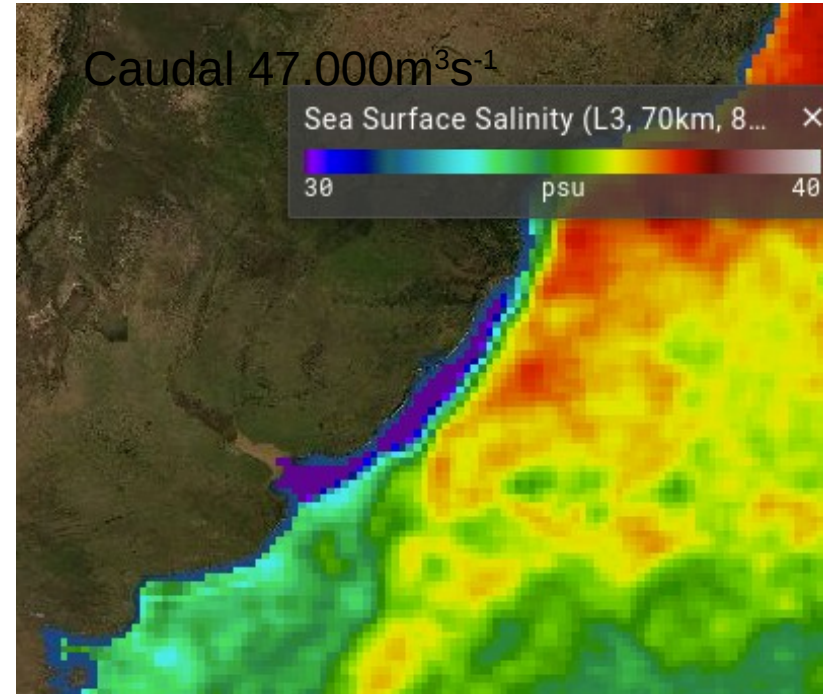 Caudal 47.000m³s⁻¹
Sea Surface Salinity (L3, 70km, 8... ×
30 psu 40